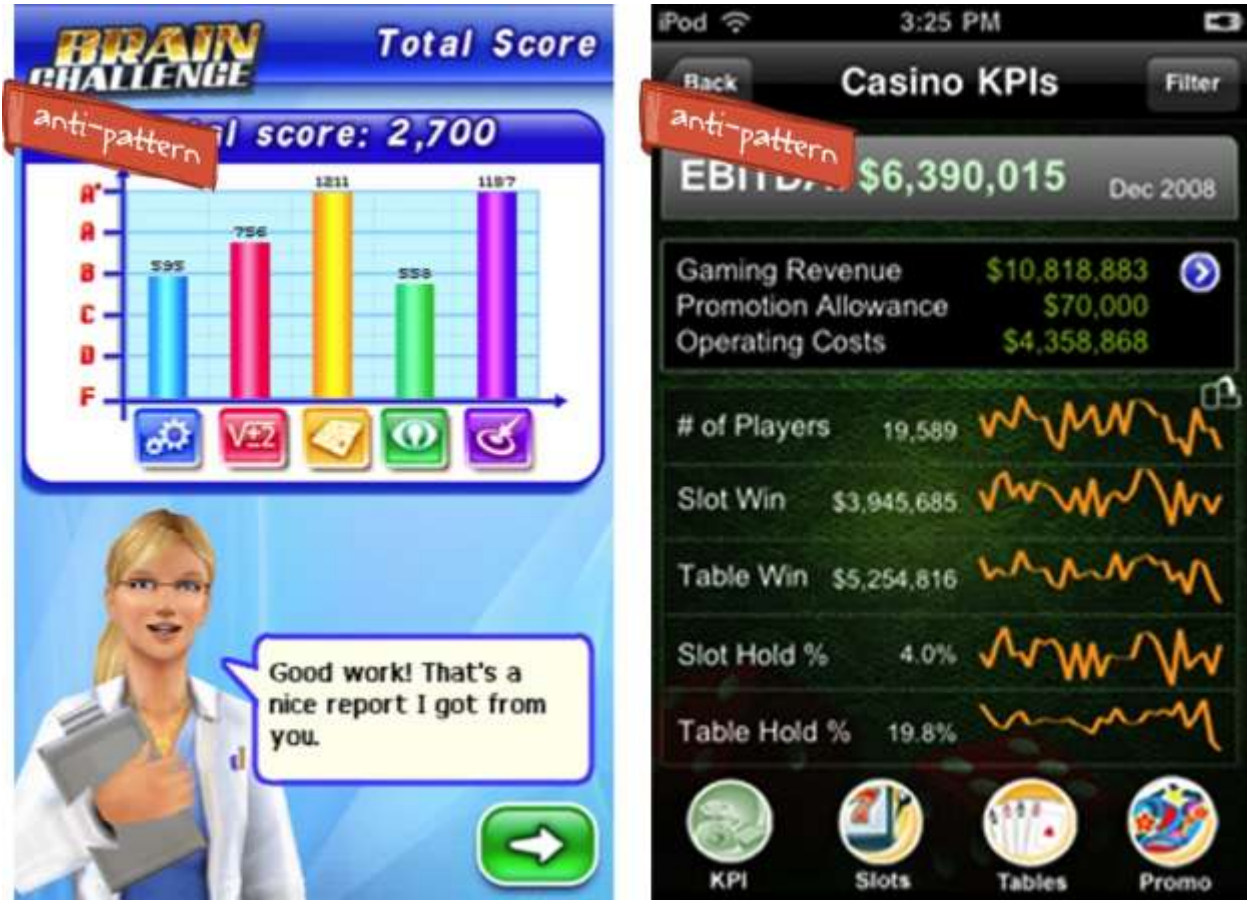 BRAIN
CHALLENGE
Total Score
anti-pattern
l score: 2,700
A+
A
B
C
D
F
595
756
1211
558
1187
V±2
Good work! That's a
nice report I got from
you.
iPod
3:25 PM
Back
Casino KPIs
Filter
anti-pattern
EBITDA
$6,390,015
Dec 2008
Gaming Revenue $10,818,883
Promotion Allowance $70,000
Operating Costs $4,358,868
# of Players 19,589
Slot Win $3,945,685
Table Win $5,254,816
Slot Hold % 4.0%
Table Hold % 19.8%
KPI
Slots
Tables
Promo